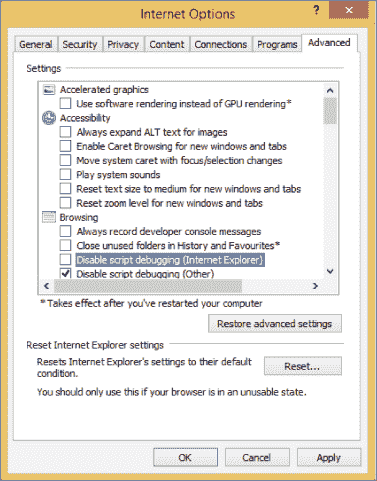 Internet Options
?
General Security Privacy Content Connections Programs Advanced
Settings
Accelerated graphics
Use software rendering instead of GPU rendering*
Accessibility
Always expand ALT text for images
Enable Caret Browsing for new windows and tabs
Move system caret with focus/selection changes
Play system sounds
Reset text size to medium for new windows and tabs
Reset zoom level for new windows and tabs
Browsing
Always record developer console messages
Close unused folders in History and Favourites*
Disable script debugging (Internet Explorer)
Disable script debugging (Other)
*Takes effect after you've restarted your computer
Restore advanced settings
Reset Internet Explorer settings
Resets Internet Explorer's settings to their default
condition.
Reset...
You should only use this if your browser is in an unusable state.
OK Cancel Apply